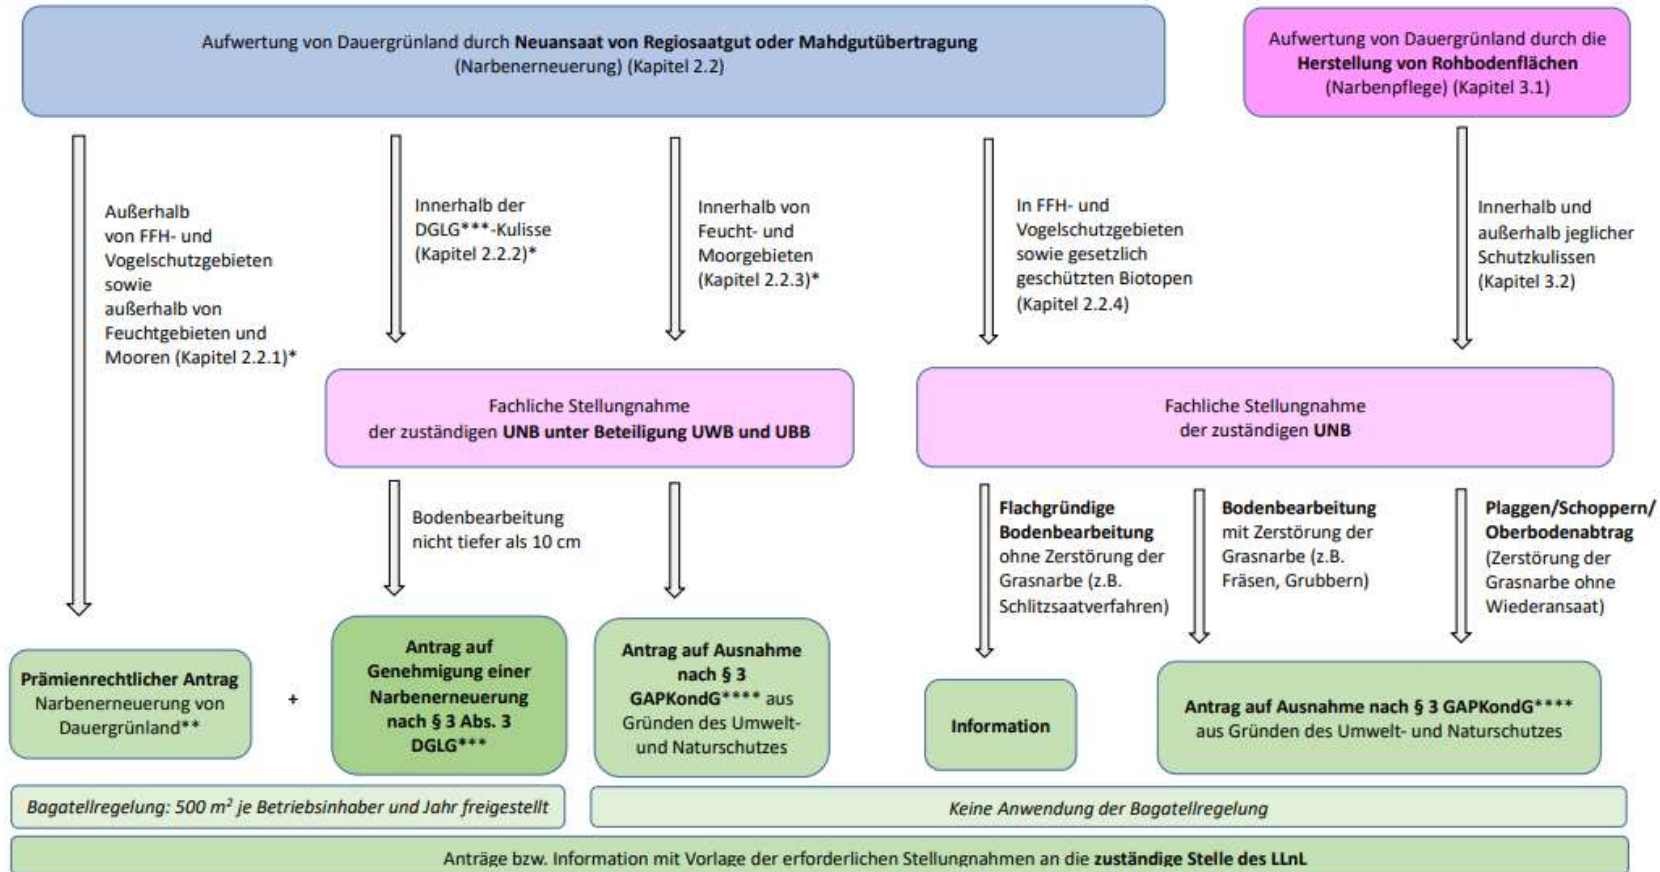 Aufwertung von Dauergrünland durch Neuansaat von Regiosaatgut oder Mahdgutübertragung
(Narbenerneuerung) (Kapitel 2.2)
Aufwertung von Dauergrünland durch die
Herstellung von Rohbodenflächen
(Narbenpflege) (Kapitel 3.1)
Außerhalb
von FFH- und
Vogelschutzgebieten
sowie
außerhalb von
Feuchtgebieten und
Mooren (Kapitel 2.2.1)*
Innerhalb der
DGLG***-Kulisse
(Kapitel 2.2.2)*
Innerhalb von
Feucht- und
Moorgebieten
(Kapitel 2.2.3)*
In FFH- und
Vogelschutzgebieten
sowie gesetzlich
geschützten Biotopen
(Kapitel 2.2.4)
Innerhalb und
außerhalb jeglicher
Schutzkulissen
(Kapitel 3.2)
Fachliche Stellungnahme
der zuständigen UNB unter Beteiligung UWB und UBB
Fachliche Stellungnahme
der zuständigen UNB
Bodenbearbeitung
nicht tiefer als 10 cm
Flachgründige
Bodenbearbeitung
ohne Zerstörung der
Grasnarbe (z.B.
Schlitzsaatverfahren)
Bodenbearbeitung
mit Zerstörung der
Grasnarbe (z.B.
Fräsen, Grubbern)
Plaggen/Schoppern/
Oberbodenabtrag
(Zerstörung der
Grasnarbe ohne
Wiederansaat)
Prämienrechtlicher Antrag
Narbenerneuerung von
Dauergrünland**
+
Antrag auf
Genehmigung einer
Narbenerneuerung
nach § 3 Abs. 3
DGLG***
Antrag auf Ausnahme
nach § 3
GAPKondG**** aus
Gründen des Umwelt-
und Naturschutzes
Information
Antrag auf Ausnahme nach § 3 GAPKondG****
aus Gründen des Umwelt- und Naturschutzes
Bagatellregelung: 500 m² je Betriebsinhaber und Jahr freigestellt
Keine Anwendung der Bagatellregelung
Anträge bzw. Information mit Vorlage der erforderlichen Stellungnahmen an die zuständige Stelle des LLnL